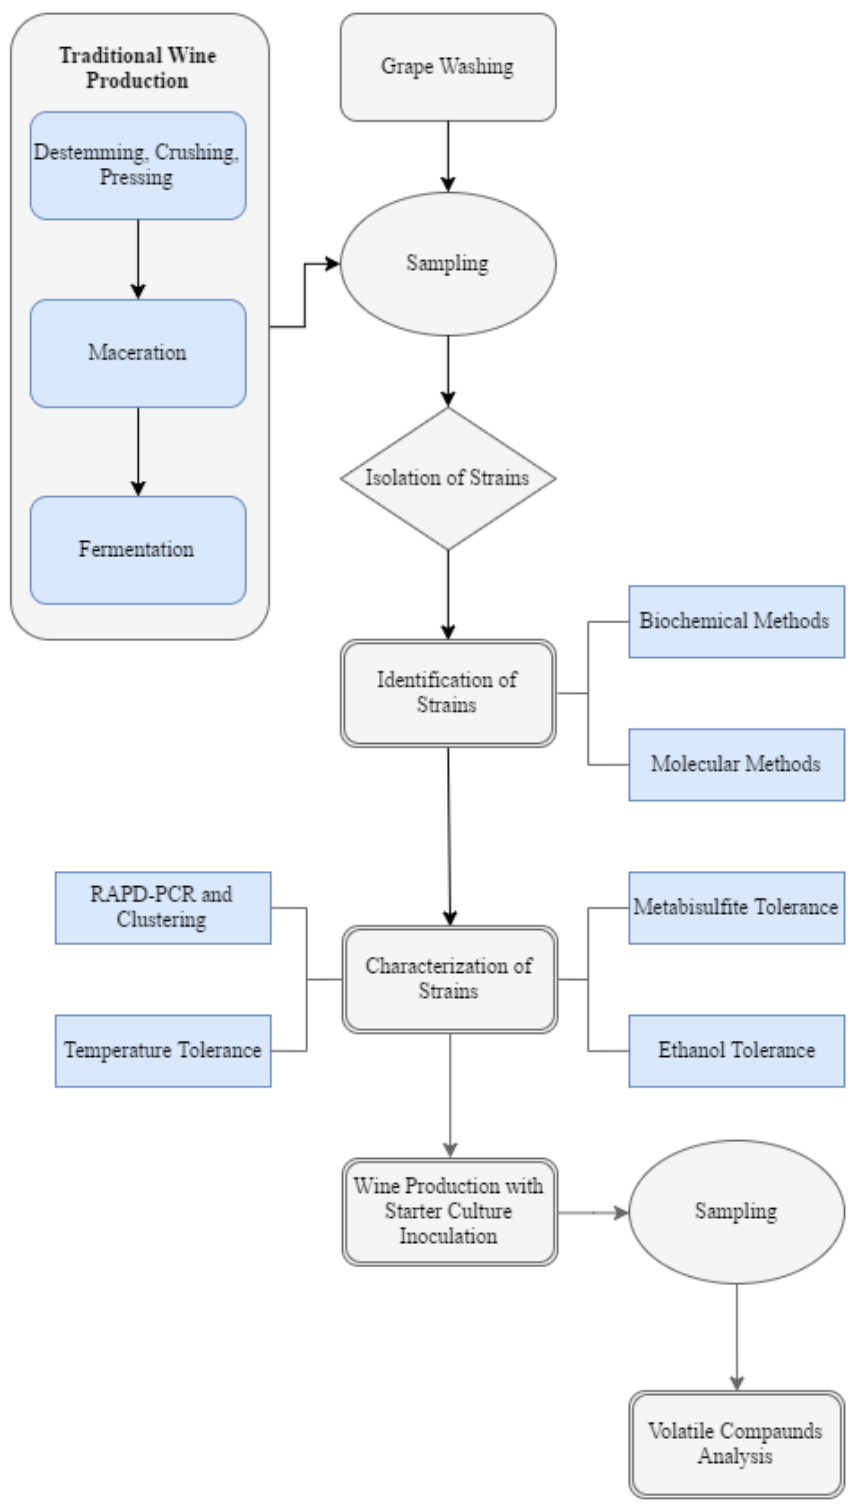 Traditional Wine
Production
Destemming, Crushing,
Pressing
Maceration
Fermentation
Grape Washing
Sampling
Isolation of Strains
Identification of
Strains
Biochemical Methods
Molecular Methods
RAPD-PCR and
Clustering
Temperature Tolerance
Characterization of
Strains
Metabisulfite Tolerance
Ethanol Tolerance
Wine Production with
Starter Culture
Inoculation
Sampling
Volatile Compaunds
Analysis